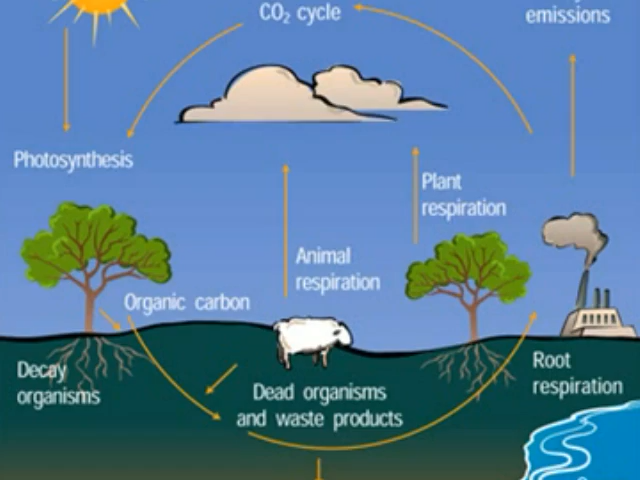 CO₂ cycle
emissions
Photosynthesis
Plant
respiration
Animal
respiration
Organic carbon
Decay
organisms
Dead organisms
and waste products
Root
respiration